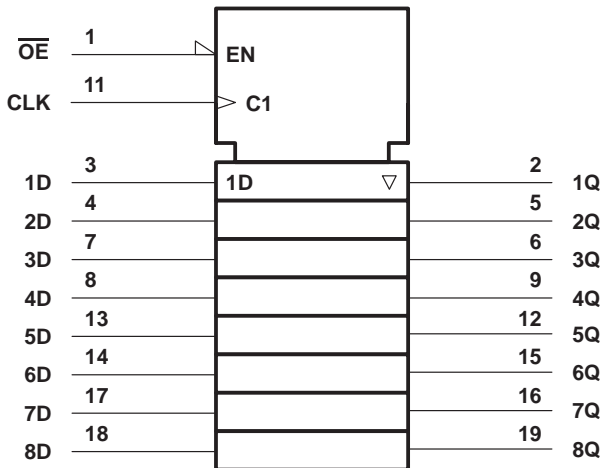 O̅E̅ 1 EN
CLK 11 C1
1D 3 1D 2 1Q
2D 4 5 2Q
3D 7 6 3Q
4D 8 9 4Q
5D 13 12 5Q
6D 14 15 6Q
7D 17 16 7Q
8D 18 19 8Q